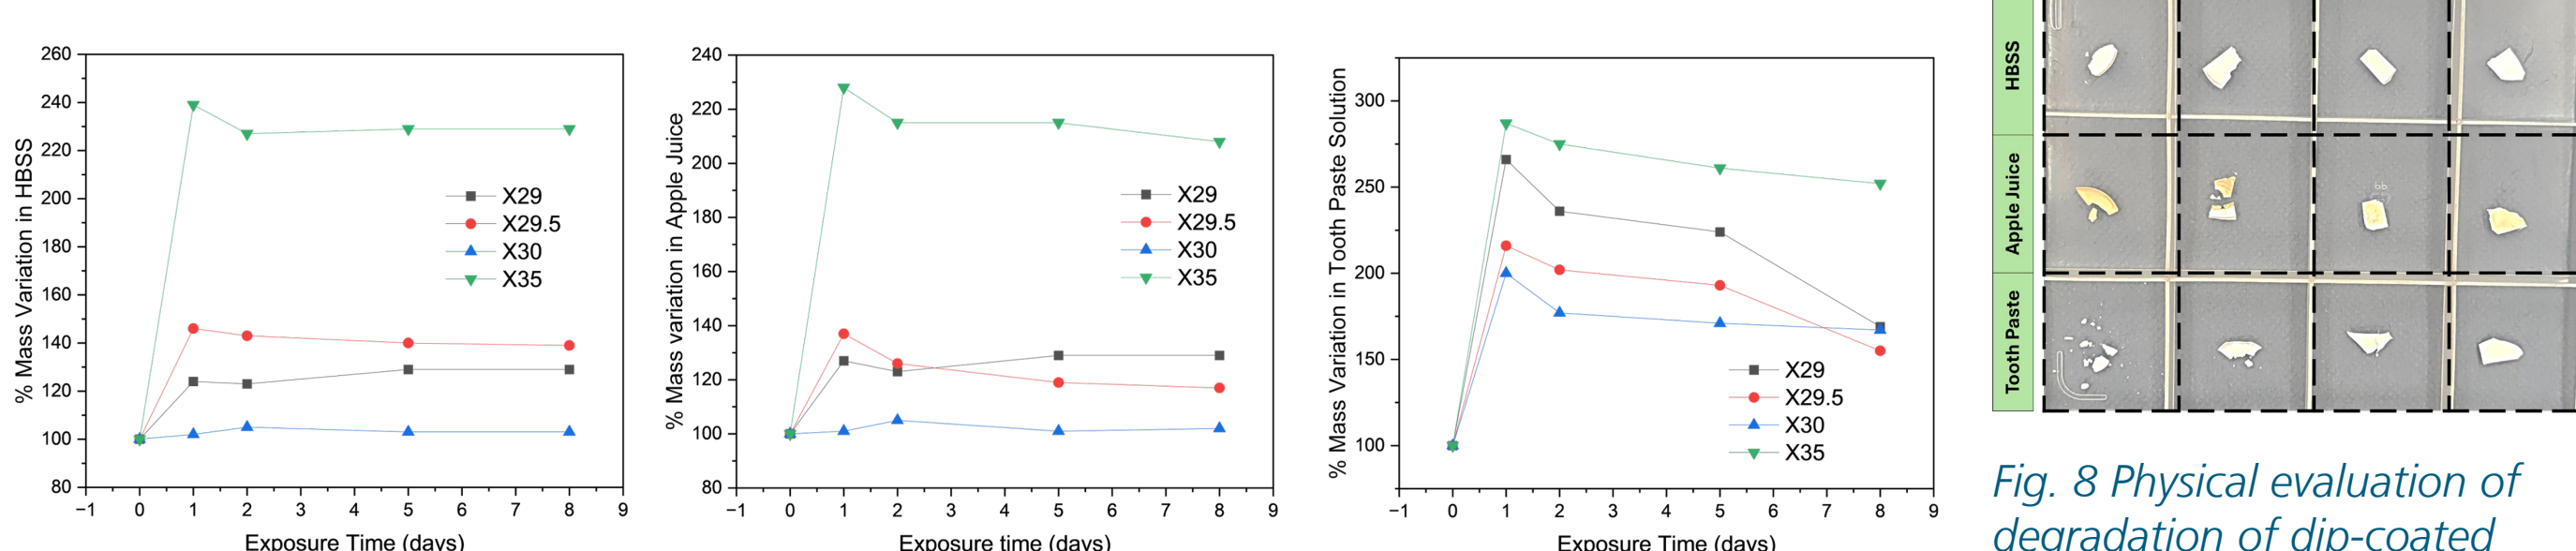 % Mass Variation in HBSS
260
240
220
200
180
160
140
120
100
80
−1 0 1 2 3 4 5 6 7 8 9
Exposure Time (days)
X29
X29.5
X30
X35
% Mass variation in Apple Juice
240
220
200
180
160
140
120
100
80
−1 0 1 2 3 4 5 6 7 8 9
Exposure time (days)
X29
X29.5
X30
X35
% Mass Variation in Tooth Paste Solution
300
250
200
150
100
−1 0 1 2 3 4 5 6 7 8 9
Exposure Time (days)
X29
X29.5
X30
X35
HBSS
Apple Juice
Tooth Paste
Fig. 8 Physical evaluation of
degradation of dip-coated